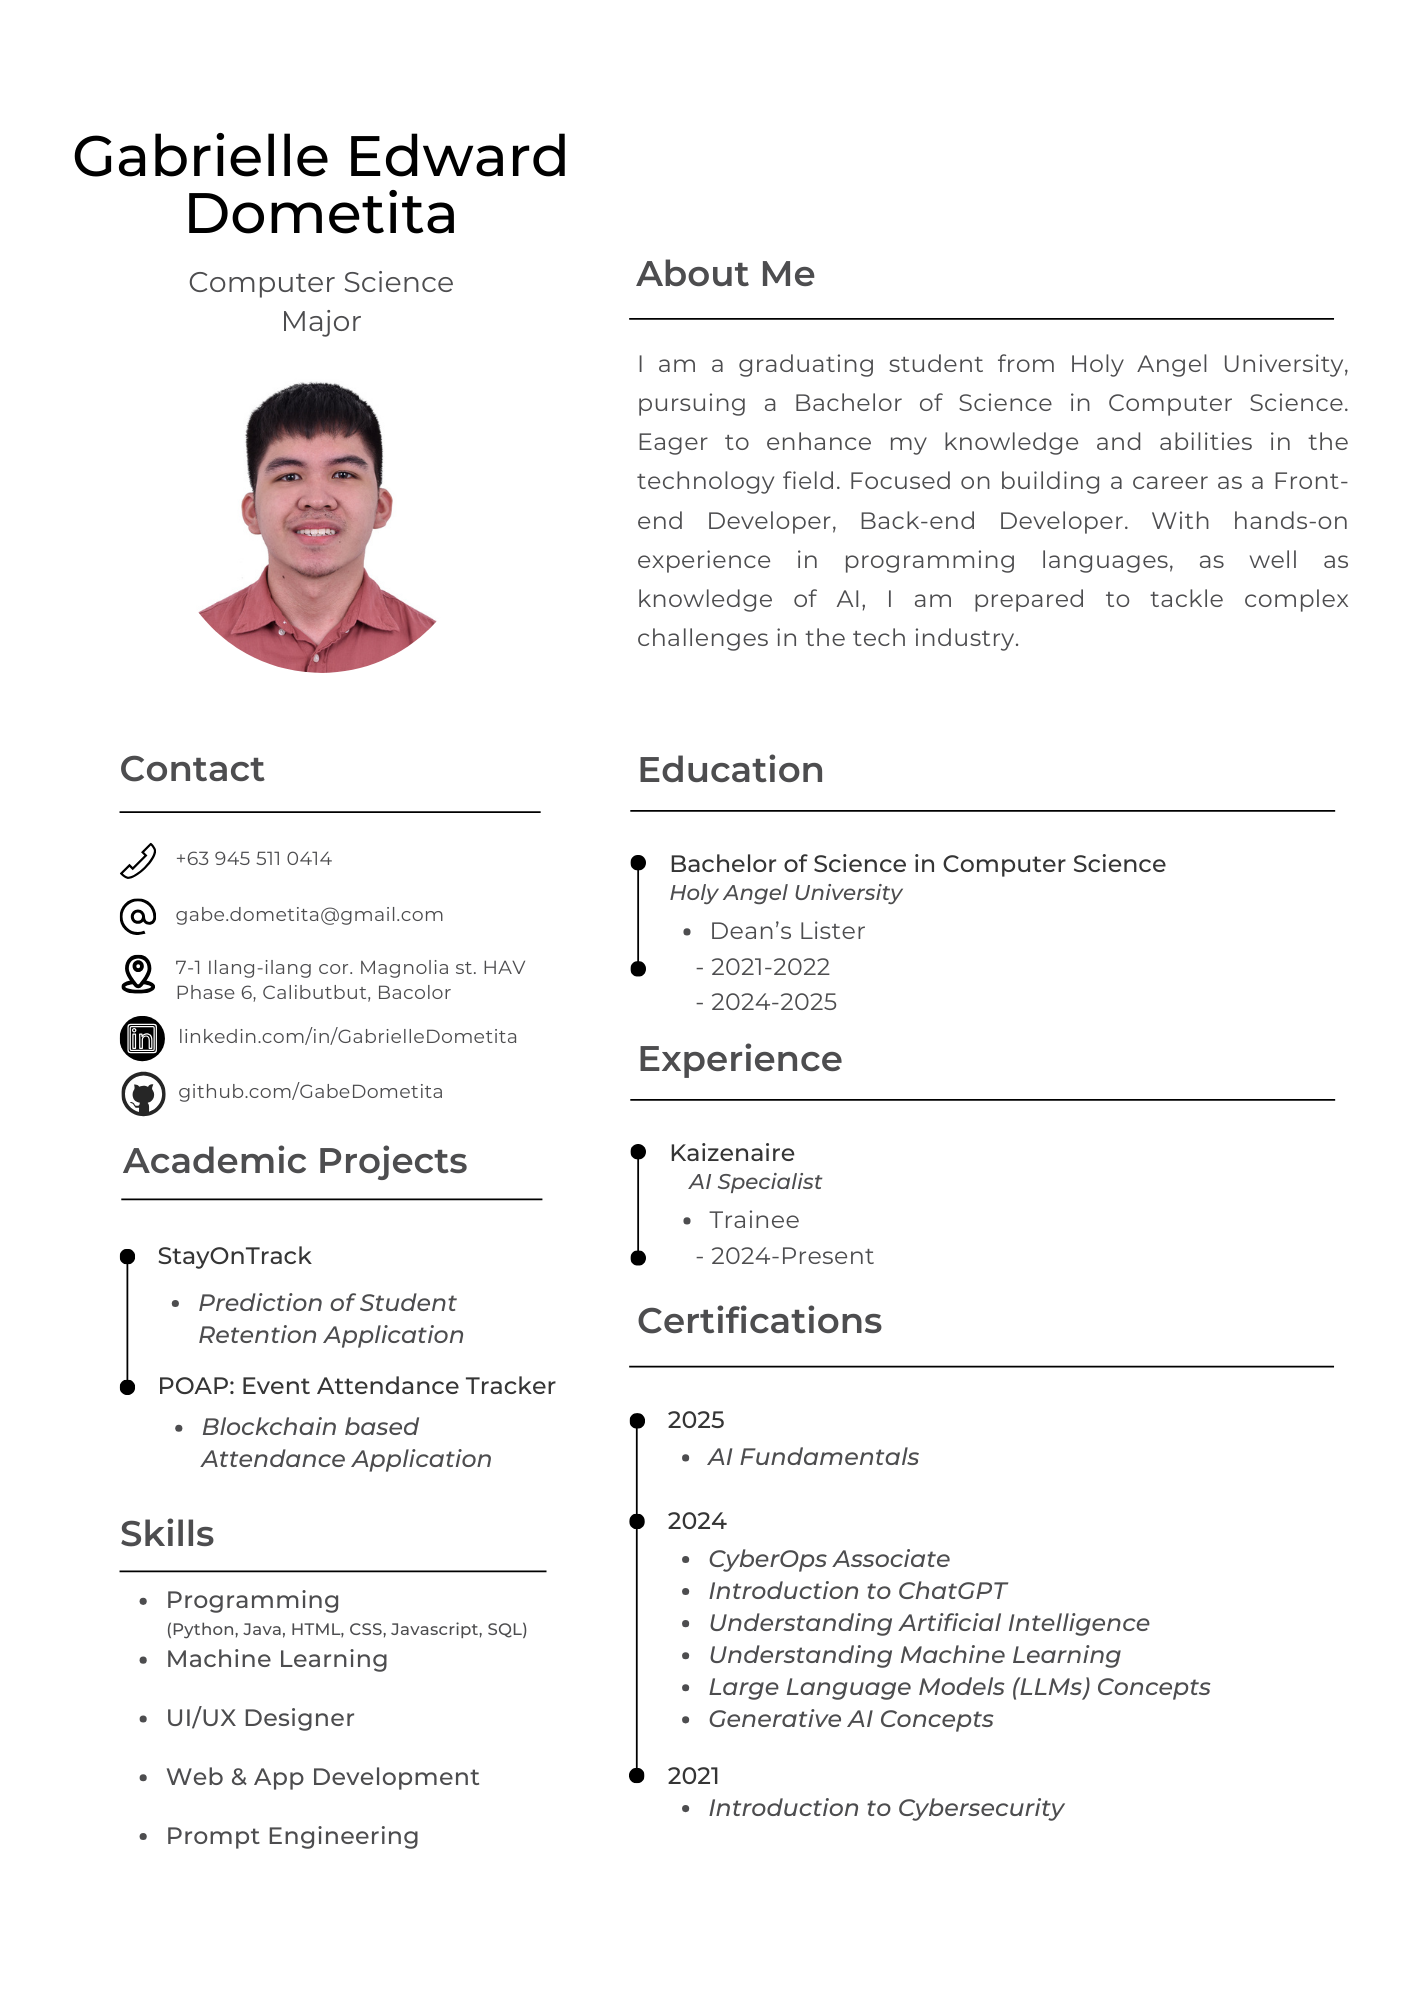 Gabrielle Edward
Dometita
Computer Science
Major
About Me
I am a graduating student from Holy Angel University,
pursuing a Bachelor of Science in Computer Science.
Eager to enhance my knowledge and abilities in the
technology field. Focused on building a career as a Front-
end Developer, Back-end Developer. With hands-on
experience in programming languages, as well as
knowledge of AI, I am prepared to tackle complex
challenges in the tech industry.
Contact
+63 945 511 0414
gabe.dometita@gmail.com
7-1 Ilang-ilang cor. Magnolia st. HAV
Phase 6, Calibutbut, Bacolor
in
linkedin.com/in/GabrielleDometita
github.com/GabeDometita
Academic Projects
StayOnTrack
• Prediction of Student
Retention Application
POAP: Event Attendance Tracker
• Blockchain based
Attendance Application
Skills
• Programming
(Python, Java, HTML, CSS, Javascript, SQL)
• Machine Learning
• UI/UX Designer
• Web & App Development
• Prompt Engineering
Education
Bachelor of Science in Computer Science
Holy Angel University
• Dean’s Lister
- 2021-2022
- 2024-2025
Experience
Kaizenaire
AI Specialist
• Trainee
- 2024-Present
Certifications
2025
• AI Fundamentals
2024
• CyberOps Associate
• Introduction to ChatGPT
• Understanding Artificial Intelligence
• Understanding Machine Learning
• Large Language Models (LLMs) Concepts
• Generative AI Concepts
2021
• Introduction to Cybersecurity